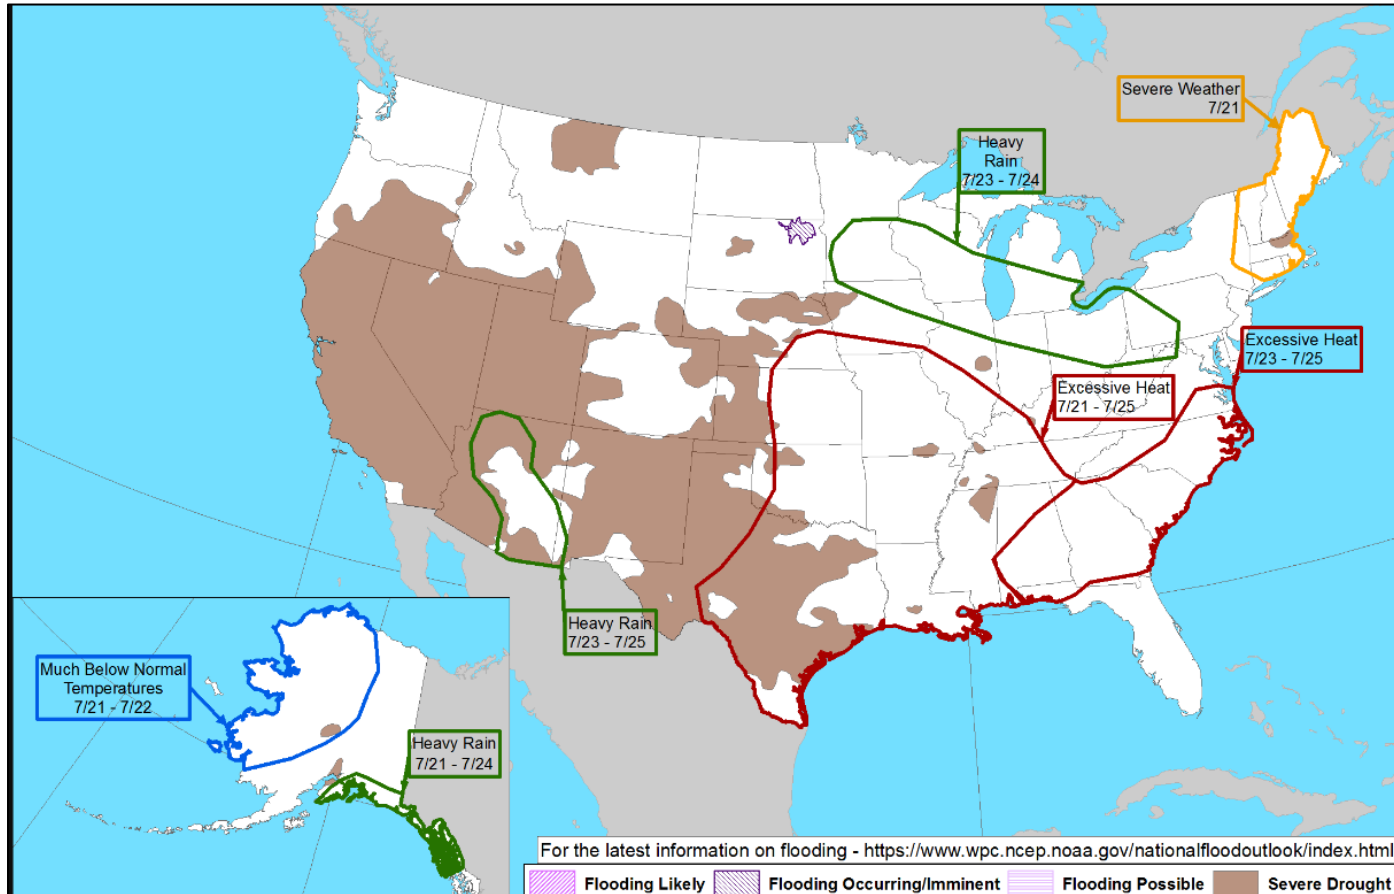 Severe Weather
7/21
Heavy
Rain
7/23 - 7/24
Excessive Heat
7/23 - 7/25
Excessive Heat
7/21 - 7/25
Heavy Rain
7/23 - 7/25
Much Below Normal
Temperatures
7/21 - 7/22
Heavy Rain
7/21 - 7/24
For the latest information on flooding - https://www.wpc.ncep.noaa.gov/nationalfloodoutlook/index.html
Flooding Likely
Flooding Occurring/Imminent
Flooding Possible
Severe Drought